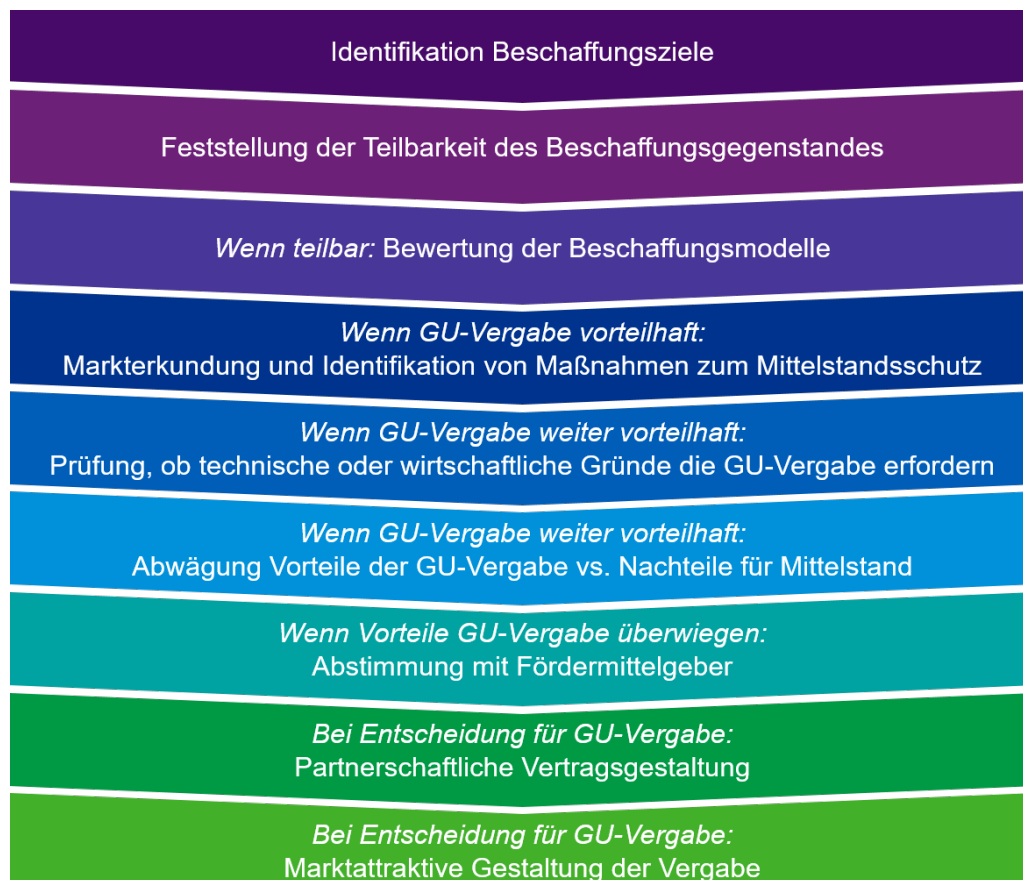 Identifikation Beschaffungsziele
Feststellung der Teilbarkeit des Beschaffungsgegenstandes
Wenn teilbar: Bewertung der Beschaffungsmodelle
Wenn GU-Vergabe vorteilhaft:
Markterkundung und Identifikation von Maßnahmen zum Mittelstandsschutz
Wenn GU-Vergabe weiter vorteilhaft:
Prüfung, ob technische oder wirtschaftliche Gründe die GU-Vergabe erfordern
Wenn GU-Vergabe weiter vorteilhaft:
Abwägung Vorteile der GU-Vergabe vs. Nachteile für Mittelstand
Wenn Vorteile GU-Vergabe überwiegen:
Abstimmung mit Fördermittelgeber
Bei Entscheidung für GU-Vergabe:
Partnerschaftliche Vertragsgestaltung
Bei Entscheidung für GU-Vergabe:
Marktattraktive Gestaltung der Vergabe